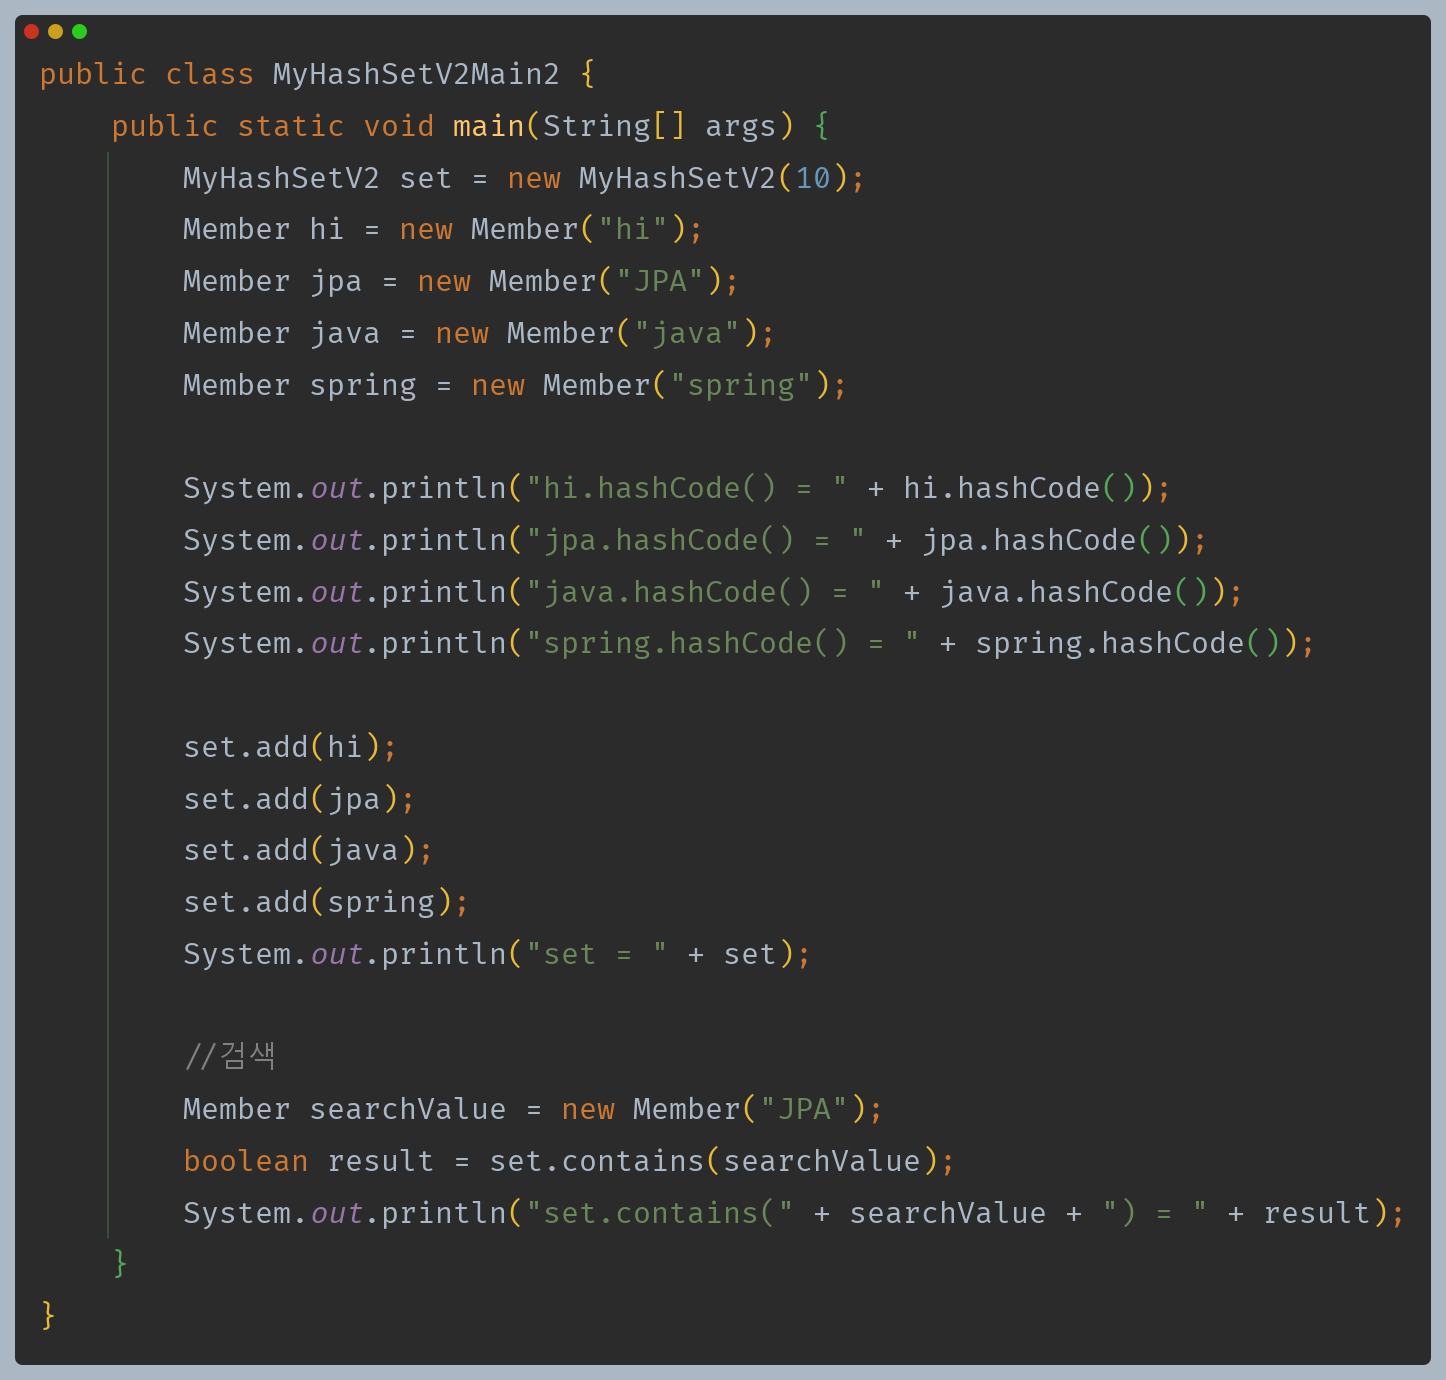 public class MyHashSetV2Main2 {
    public static void main(String[] args) {
        MyHashSetV2 set = new MyHashSetV2(10);
        Member hi = new Member("hi");
        Member jpa = new Member("JPA");
        Member java = new Member("java");
        Member spring = new Member("spring");

        System.out.println("hi.hashCode() = " + hi.hashCode());
        System.out.println("jpa.hashCode() = " + jpa.hashCode());
        System.out.println("java.hashCode() = " + java.hashCode());
        System.out.println("spring.hashCode() = " + spring.hashCode());

        set.add(hi);
        set.add(jpa);
        set.add(java);
        set.add(spring);
        System.out.println("set = " + set);

        //검색
        Member searchValue = new Member("JPA");
        boolean result = set.contains(searchValue);
        System.out.println("set.contains(" + searchValue + ") = " + result);
    }
}